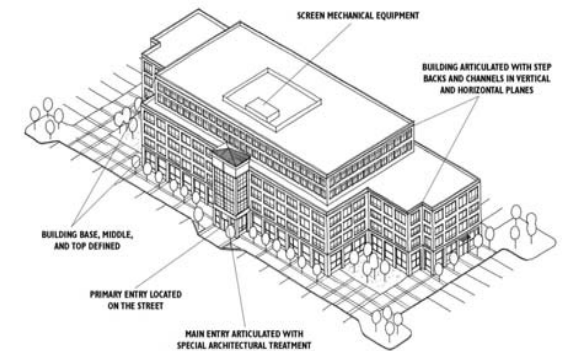 SCREEN MECHANICAL EQUIPMENT
BUILDING ARTICULATED WITH STEP
BACKS AND CHANNELS IN VERTICAL
AND HORIZONTAL PLANES
BUILDING BASE, MIDDLE,
AND TOP DEFINED
PRIMARY ENTRY LOCATED
ON THE STREET
MAIN ENTRY ARTICULATED WITH
SPECIAL ARCHITECTURAL TREATMENT